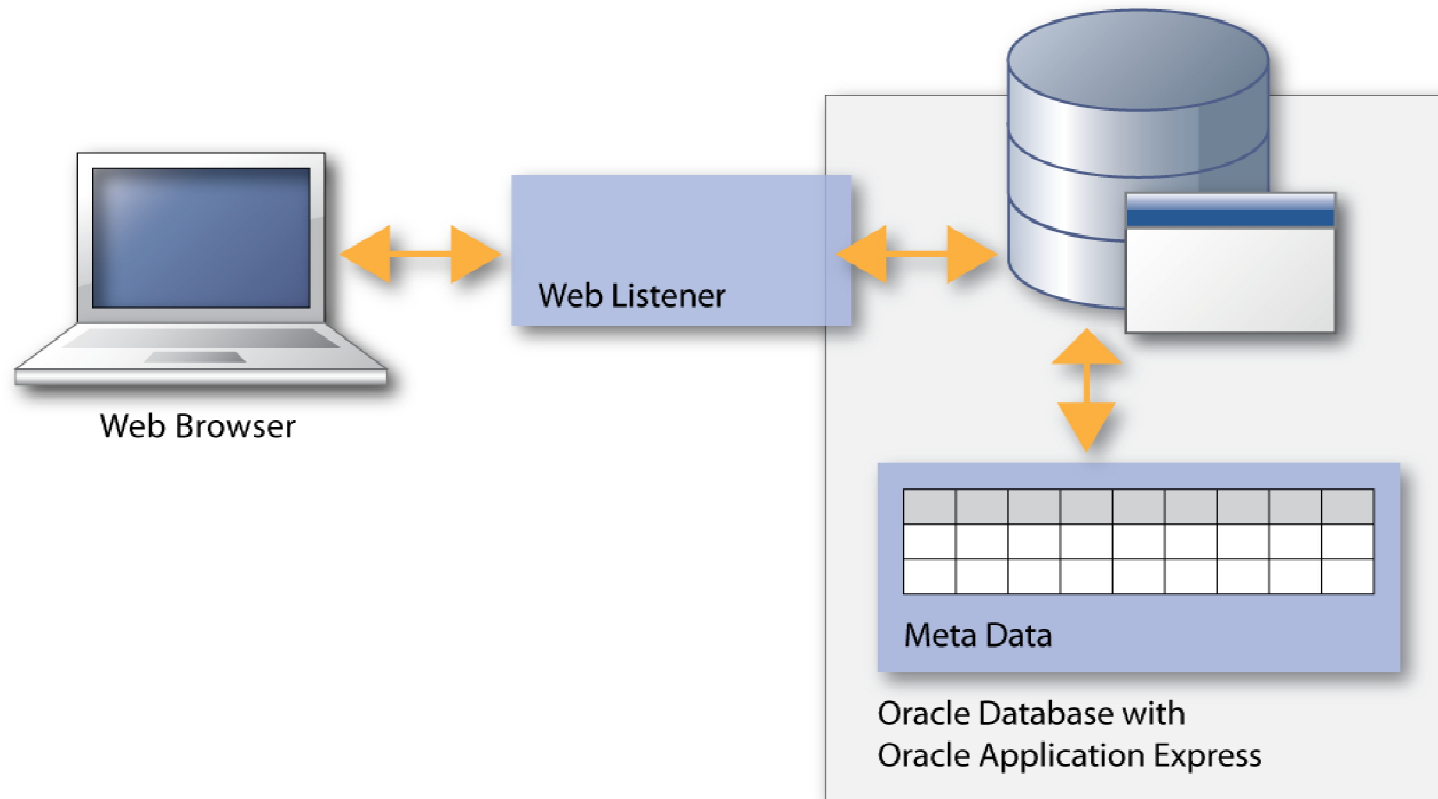 Web Listener
Web Browser
Meta Data
Oracle Database with
Oracle Application Express